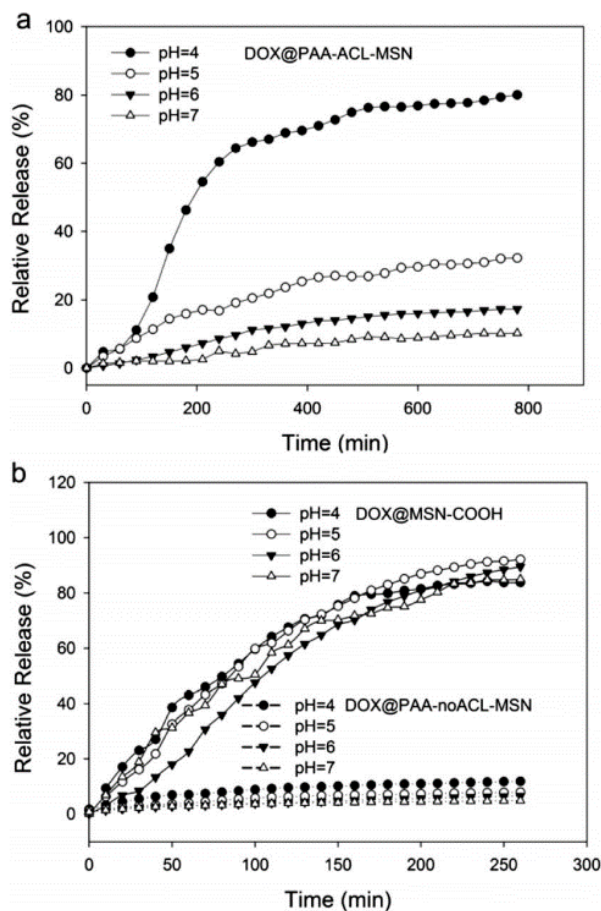 a
100
80
60
40
20
0
Relative Release (%)
DOX@PAA-ACL-MSN
pH=4
pH=5
pH=6
pH=7
0 200 400 600 800
Time (min)
b
120
100
80
60
40
20
0
Relative Release (%)
pH=4 DOX@MSN-COOH
pH=5
pH=6
pH=7
pH=4 DOX@PAA-noACL-MSN
pH=5
pH=6
pH=7
0 50 100 150 200 250 300
Time (min)